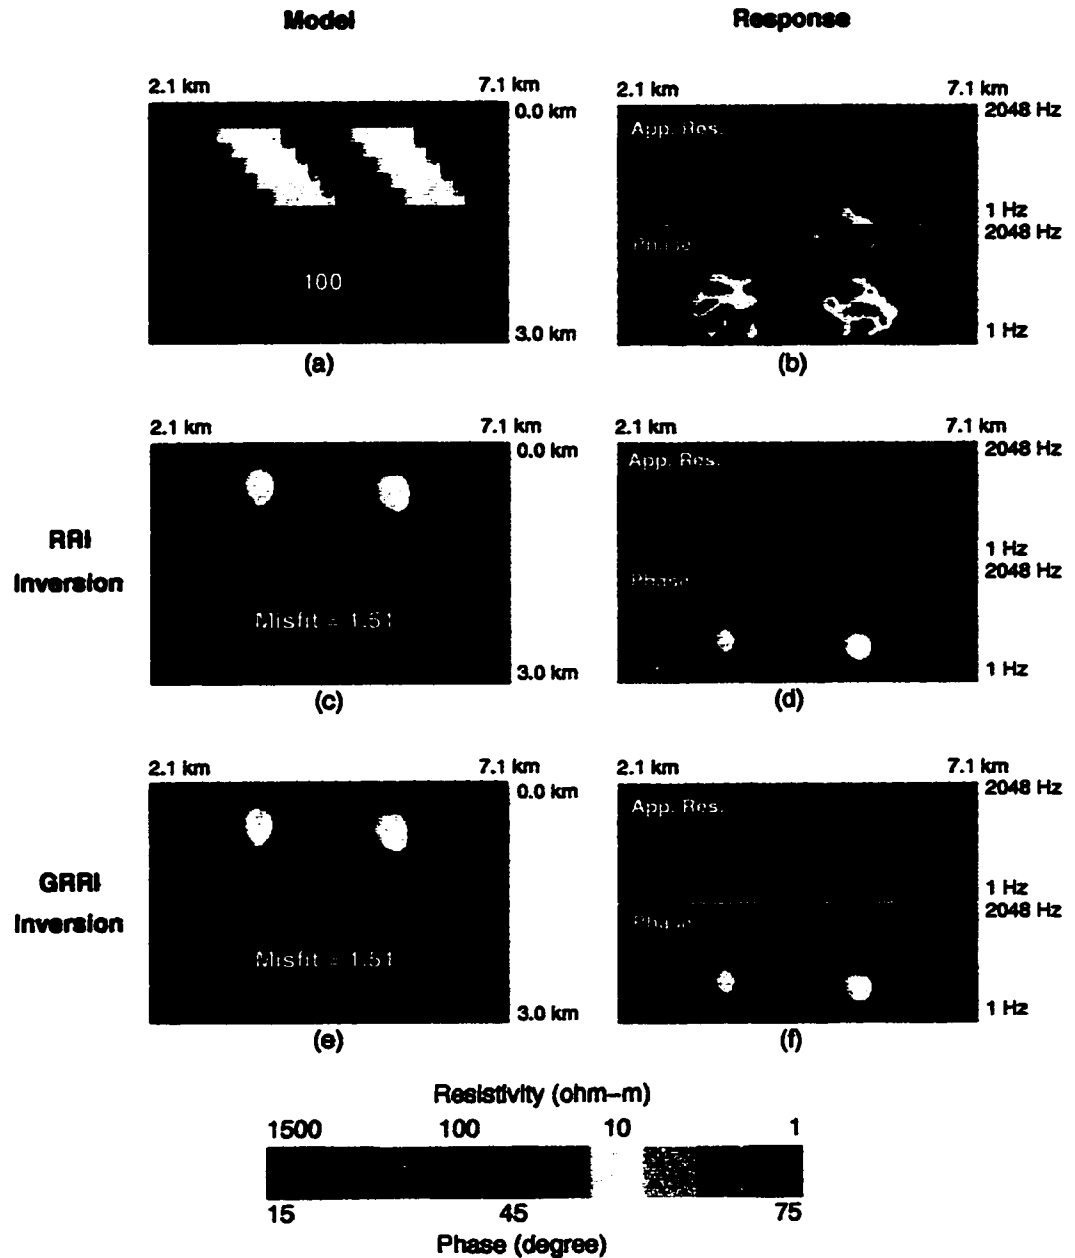 Model
Response
2.1 km
7.1 km
0.0 km
100
3.0 km
(a)
2.1 km
7.1 km
2048 Hz
App. Res.
1 Hz
2048 Hz
Phase
1 Hz
(b)
RRI
Inversion
2.1 km
7.1 km
0.0 km
Misfit = 1.51
3.0 km
(c)
2.1 km
7.1 km
2048 Hz
App. Res.
1 Hz
2048 Hz
Phase
1 Hz
(d)
GRRI
Inversion
2.1 km
7.1 km
0.0 km
Misfit = 1.51
3.0 km
(e)
2.1 km
7.1 km
2048 Hz
App. Res.
1 Hz
2048 Hz
Phase
1 Hz
(f)
Resistivity (ohm-m)
1500 100 10 1
15 45 75
Phase (degree)